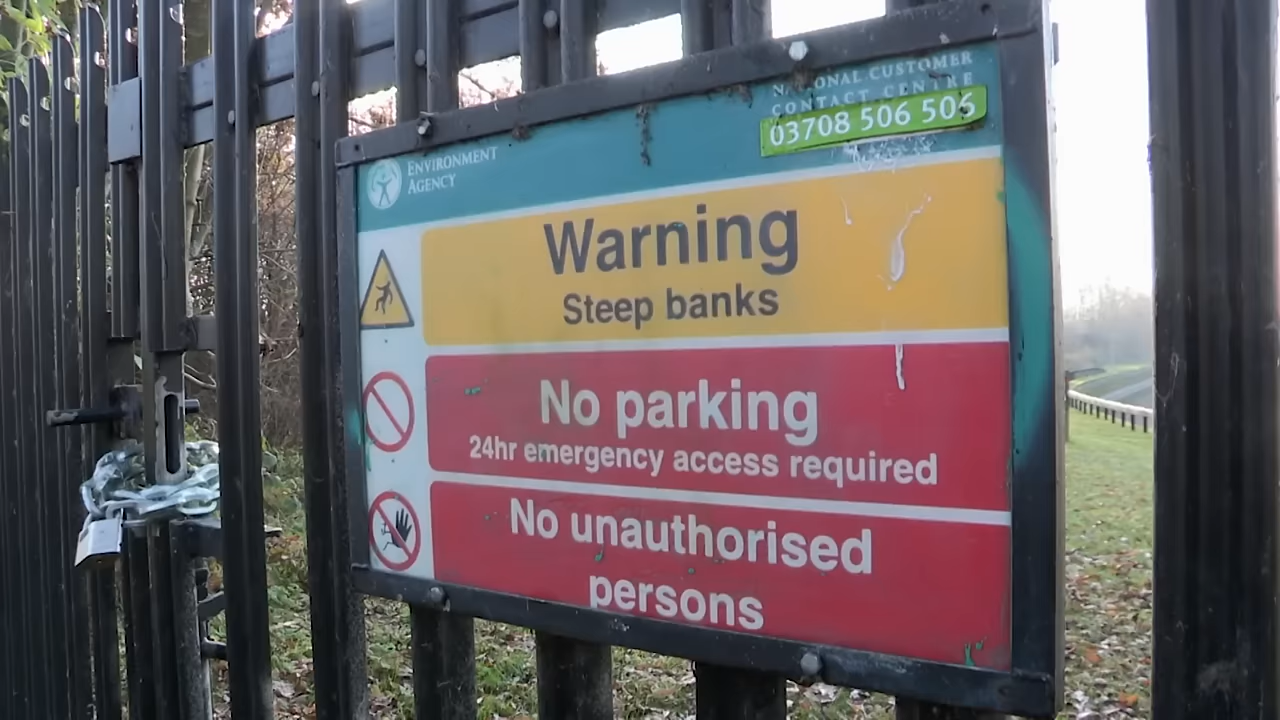 NATIONAL CUSTOMER
CONTACT CENTRE
03708 506 506
ENVIRONMENT
AGENCY
Warning
Steep banks
No parking
24hr emergency access required
No unauthorised
persons